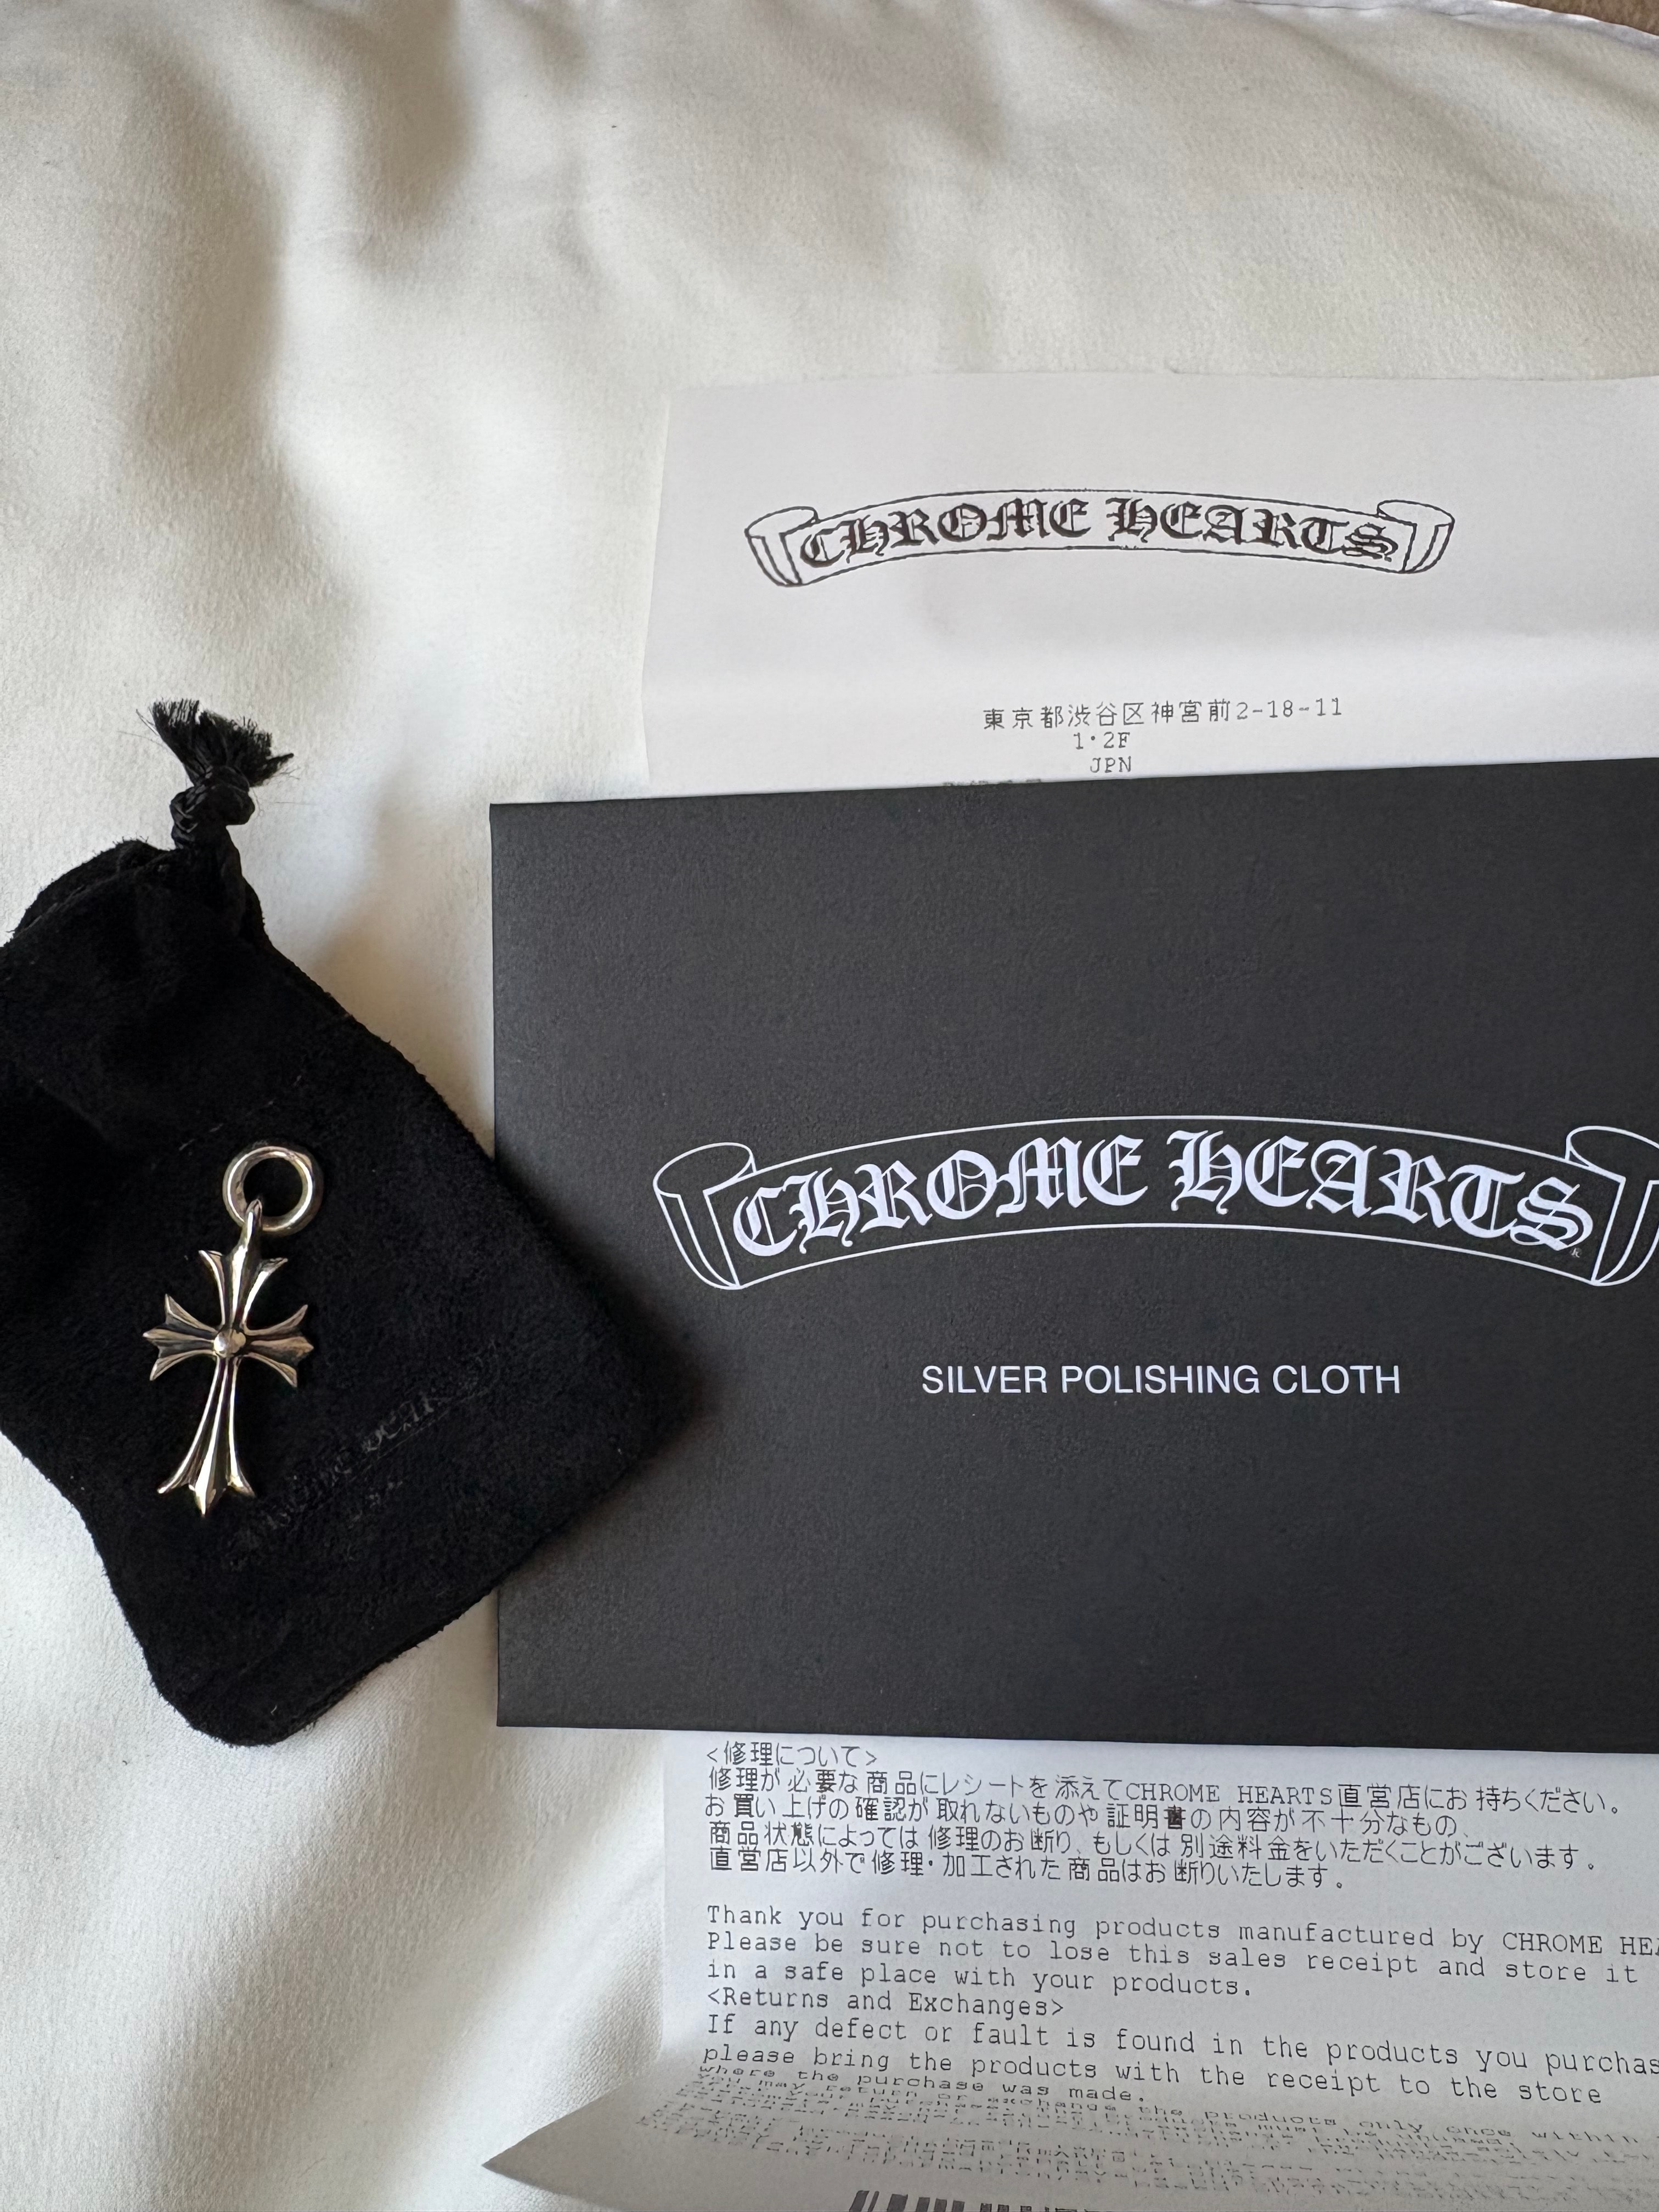 CHROME HEARTS
東京都渋谷区神宮前2-18-11
1・2F
JPN
CHROME HEARTS®
SILVER POLISHING CLOTH
<修理について>
修理が必要な商品にレシートを添えてCHROME HEARTS直営店にお持ちください。
お買い上げの確認が取れないものや証明書の内容が不十分なもの、
商品状態によっては修理のお断り、もしくは別途料金をいただくことがございます。
直営店以外で修理・加工された商品はお断りいたします。
Thank you for purchasing products manufactured by CHROME
Please be sure not to lose this sales receipt and store it
in a safe place with your products.
<Returns and Exchanges>
If any defect or fault is found in the products you
please bring the products with the receipt to the store
where the purchase was made.
you may return or exchange the products only once within